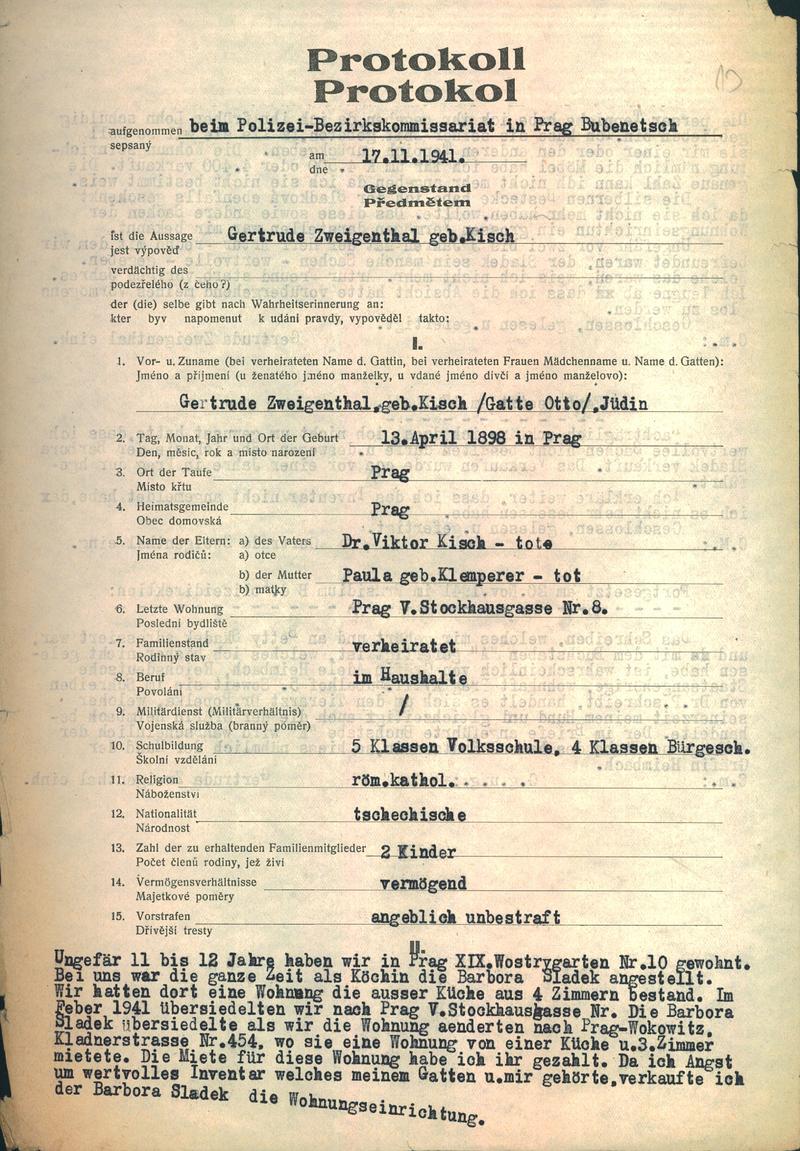 Protokoll
Protokol
aufgenommen beim Polizei-Bezirkskommissariat in Prag Bubenetsch
sepsaný
am 17.11.1941.
dne
Gegenstand
Předmětem
ist die Aussage Gertrude Zweigenthal geb.Kisch
jest výpověď
verdächtig des
podezřelého (z čeho?)
der (die) selbe gibt nach Wahrheitserinnerung an:
kter byv napomenut k udání pravdy, vypověděl takto:
I.
1. Vor- u. Zuname (bei verheirateten Name d. Gattin, bei verheirateten Frauen Mädchenname u. Name d. Gatten):
Jméno a příjmení (u ženatého jméno manželky, u vdané jméno dívčí a jméno manželovo):
Gertrude Zweigenthal,geb.Kisch /Gatte Otto/,Jüdin
2. Tag, Monat, Jahr und Ort der Geburt 13.April 1898 in Prag
Den, měsíc, rok a místo narození
3. Ort der Taufe Prag
Místo křtu
4. Heimatsgemeinde Prag
Obec domovská
5. Name der Eltern: a) des Vaters Dr.Viktor Kisch - tote
Jména rodičů: a) otce
b) der Mutter Paula geb.Klemperer - tot
b) matky
6. Letzte Wohnung Prag V.Stockhausgasse Nr.8.
Poslední bydliště
7. Familienstand verheiratet
Rodinný stav
8. Beruf im Haushalte
Povolání
9. Militärdienst (Militärverhältnis) /
Vojenská služba (branný poměr)
10. Schulbildung 5 Klassen Volksschule, 4 Klassen Bürgesch.
Školní vzdělání
11. Religion röm.kathol.
Náboženství
12. Nationalität tschechische
Národnost
13. Zahl der zu erhaltenden Familienmitglieder 2 Kinder
Počet členů rodiny, jež živí
14. Vermögensverhältnisse vermögend
Majetkové poměry
15. Vorstrafen angeblich unbestraft
Dřívější tresty
II.
Ungefär 11 bis 12 Jahre haben wir in Prag XIX.Wostrygarten Nr.10 gewohnt.
Bei uns war die ganze Zeit als Köchin die Barbora Sladek angestellt.
Wir hatten dort eine Wohnung die ausser Küche aus 4 Zimmern bestand. Im
Feber 1941 übersiedelten wir nach Prag V.Stockhausgasse Nr. Die Barbora
Sladek übersiedelte als wir die Wohnung aenderten nach Prag-Wokowitz,
Kladnerstrasse Nr.454, wo sie eine Wohnung von einer Küche u.3.Zimmer
mietete. Die Miete für diese Wohnung habe ich ihr gezahlt. Da ich Angst
um wertvolles Inventar welches meinem Gatten u.mir gehörte,verkaufte ich
der Barbora Sladek die Wohnungseinrichtung.